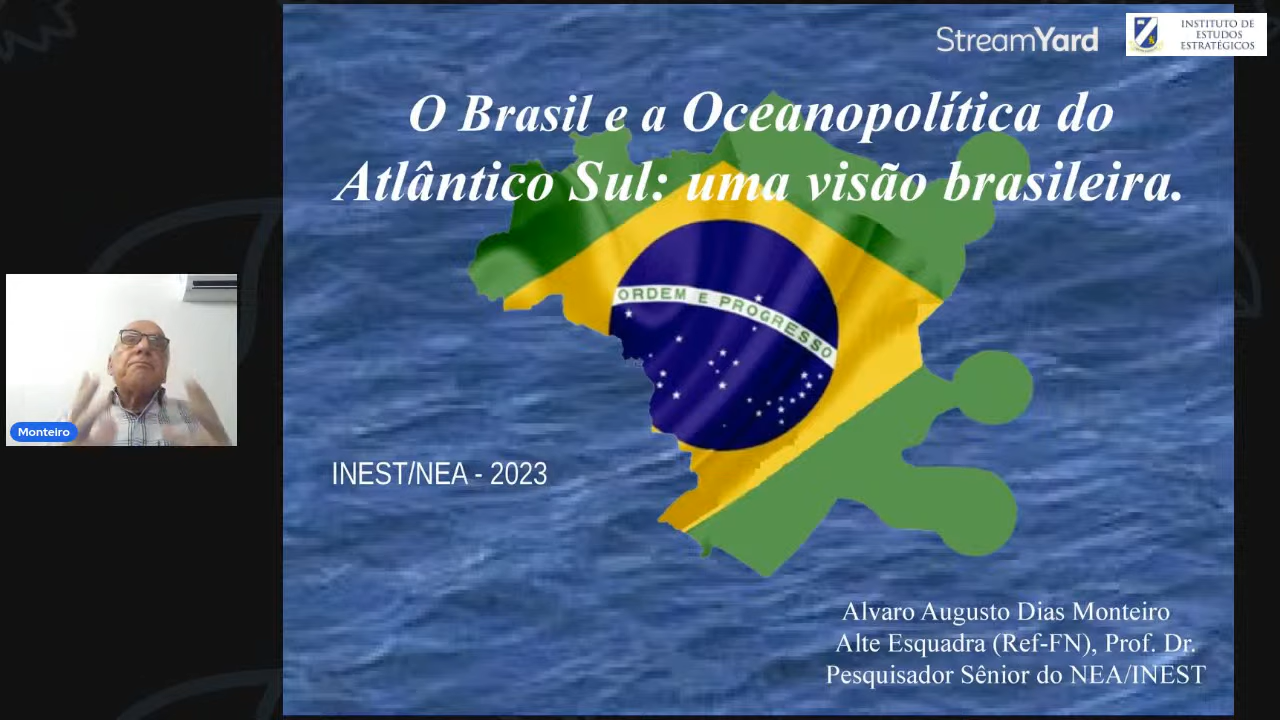 StreamYard
INSTITUTO DE
ESTUDOS
ESTRATÉGICOS
O Brasil e a Oceanopolítica do
Atlântico Sul: uma visão brasileira.
ORDEM E PROGRESSO
Monteiro
INEST/NEA - 2023
Alvaro Augusto Dias Monteiro
Alte Esquadra (Ref-FN), Prof. Dr.
Pesquisador Sênior do NEA/INEST